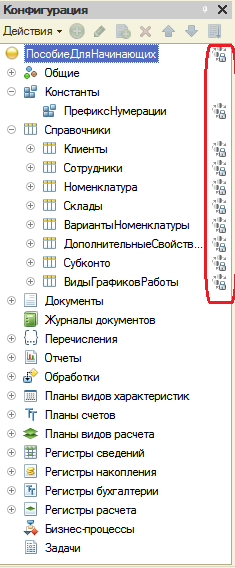 Конфигурация
Действия
ПособиеДляНачинающих
Общие
Константы
ПрефиксНумерации
Справочники
Клиенты
Сотрудники
Номенклатура
Склады
ВариантыНоменклатуры
ДополнительныеСвойств...
Субконто
ВидыГрафиковРаботы
Документы
Журналы документов
Перечисления
Отчеты
Обработки
Планы видов характеристик
Планы счетов
Планы видов расчета
Регистры сведений
Регистры накопления
Регистры бухгалтерии
Регистры расчета
Бизнес-процессы
Задачи